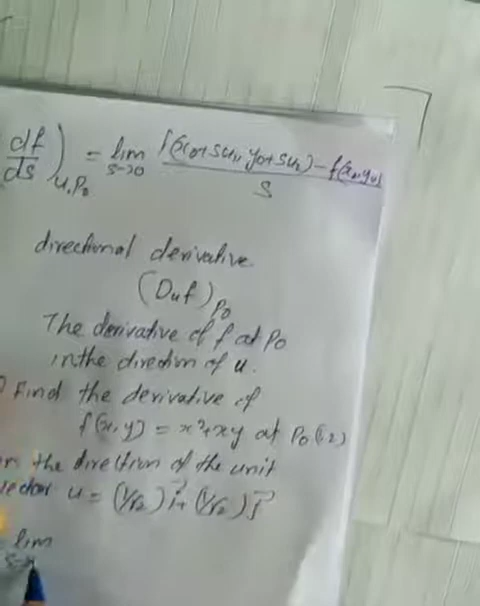 (df/ds)u,P₀ = lim s→0 f(x₀+su₁, y₀+su₂) − f(x₀,y₀) / s
directional derivative
(Duf)P₀
The derivative of f at P₀
in the direction of u.
Find the derivative of
f(x,y) = x²+xy at P₀(1,2)
in the direction of the unit
vector u = (1/√2) i + (1/√2) j
lim
s→